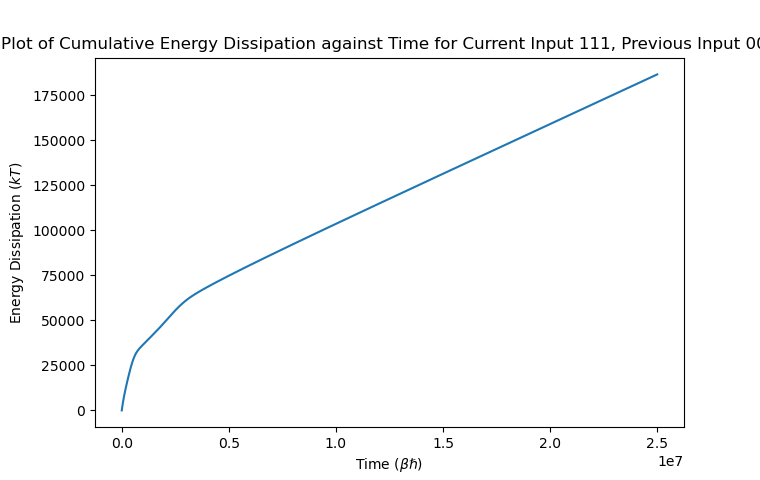 Plot of Cumulative Energy Dissipation against Time for Current Input 111, Previous Input 00
175000
150000
125000
100000
75000
50000
25000
0
Energy Dissipation (kT)
0.0 0.5 1.0 1.5 2.0 2.5
1e7
Time (βℏ)